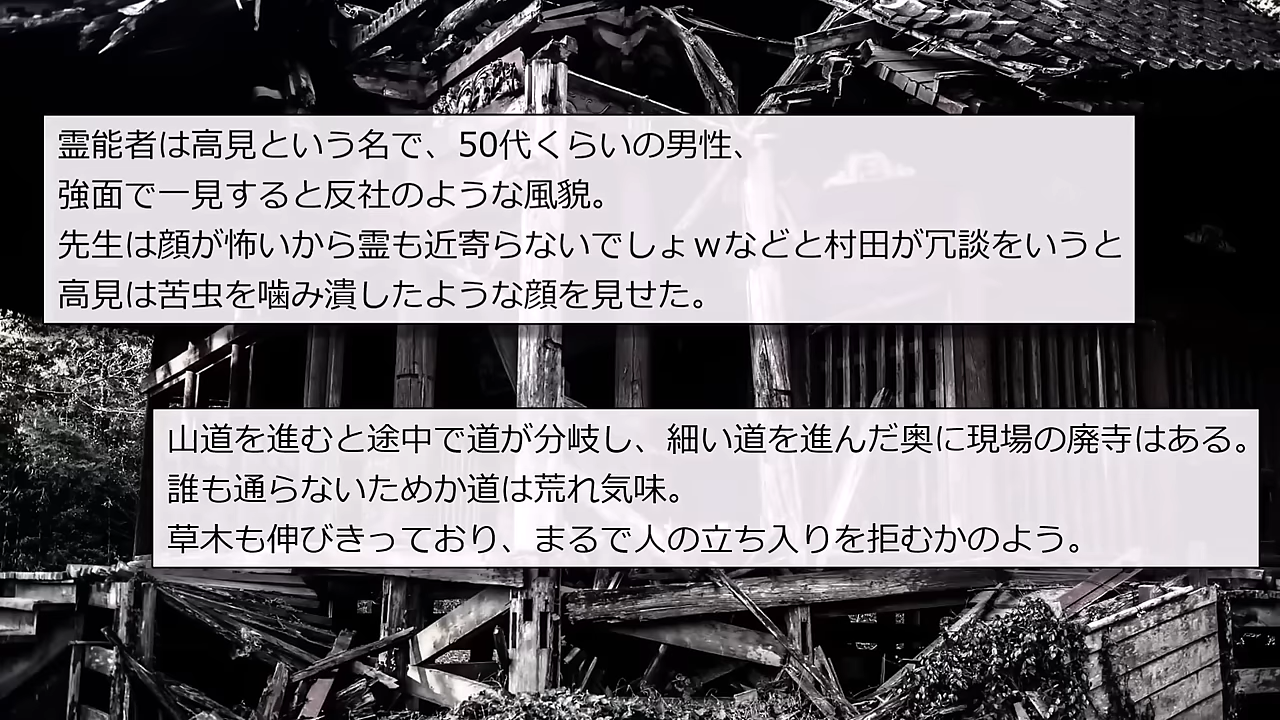 霊能者は高見という名で、50代くらいの男性、
強面で一見すると反社のような風貌。
先生は顔が怖いから霊も近寄らないでしょｗなどと村田が冗談をいうと
高見は苦虫を噛み潰したような顔を見せた。
山道を進むと途中で道が分岐し、細い道を進んだ奥に現場の廃寺はある。
誰も通らないためか道は荒れ気味。
草木も伸びきっており、まるで人の立ち入りを拒むかのよう。